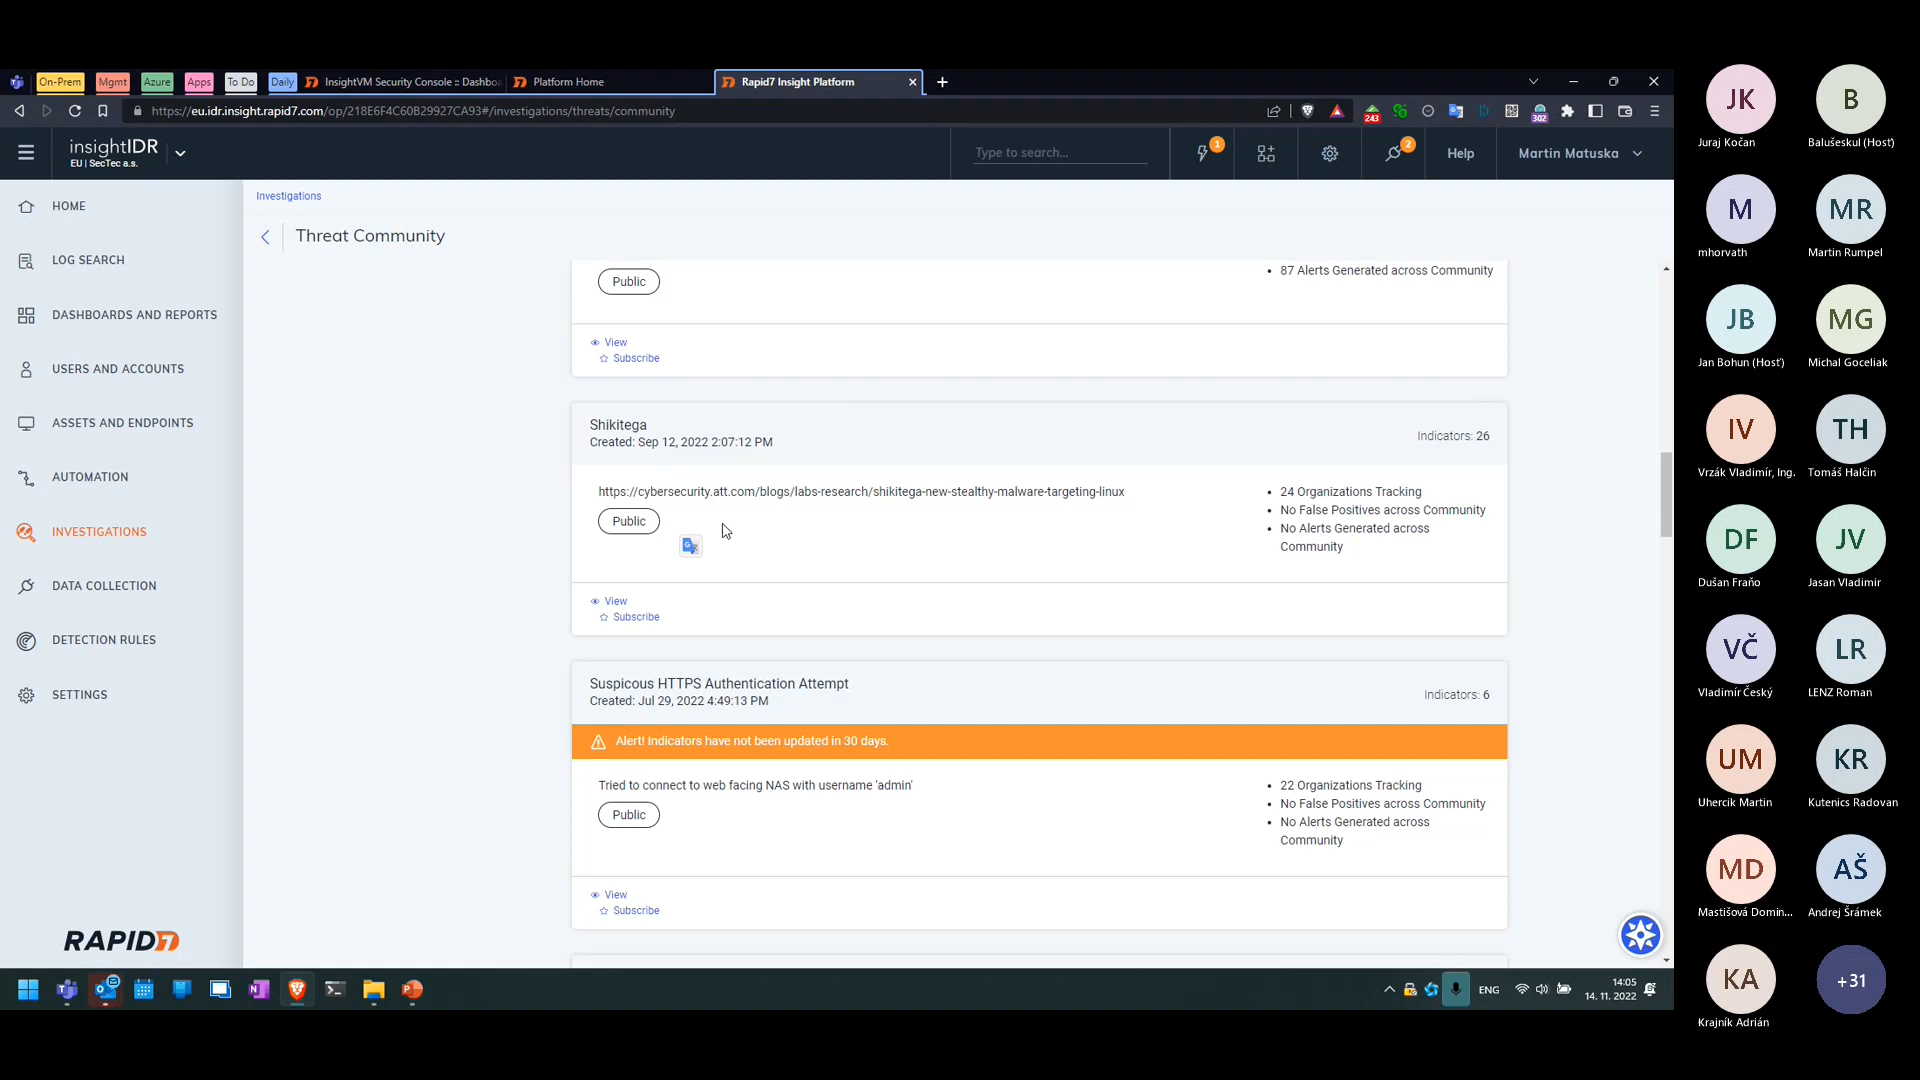 On-Prem
Mgmt
Azure
Apps
To Do
Daily
InsightVM Security Console :: Dashbo
Platform Home
Rapid7 Insight Platform
https://eu.idr.insight.rapid7.com/op/218E6F4C60B29927CA93#/investigations/threats/community
243
302
insightIDR
EU | SecTec a.s.
Type to search...
1
2
Help
Martin Matuska
HOME
LOG SEARCH
DASHBOARDS AND REPORTS
USERS AND ACCOUNTS
ASSETS AND ENDPOINTS
AUTOMATION
INVESTIGATIONS
DATA COLLECTION
DETECTION RULES
SETTINGS
RAPID7
Investigations
Threat Community
Public
• 87 Alerts Generated across Community
View
Subscribe
Shikitega
Created: Sep 12, 2022 2:07:12 PM
Indicators: 26
https://cybersecurity.att.com/blogs/labs-research/shikitega-new-stealthy-malware-targeting-linux
Public
• 24 Organizations Tracking
• No False Positives across Community
• No Alerts Generated across
Community
View
Subscribe
Suspicous HTTPS Authentication Attempt
Created: Jul 29, 2022 4:49:13 PM
Indicators: 6
Alert! Indicators have not been updated in 30 days.
Tried to connect to web facing NAS with username 'admin'
Public
• 22 Organizations Tracking
• No False Positives across Community
• No Alerts Generated across
Community
View
Subscribe
ENG
14:05
14. 11. 2022
JK
Juraj Kočan
B
Balušeskul (Hosť)
M
mhorvath
MR
Martin Rumpel
JB
Jan Bohun (Hosť)
MG
Michal Goceliak
IV
Vrzák Vladimír, Ing.
TH
Tomáš Halčin
DF
Dušan Fraňo
JV
Jasan Vladimir
VČ
Vladimír Český
LR
LENZ Roman
UM
Uhercik Martin
KR
Kutenics Radovan
MD
Mastišová Domin...
AŠ
Andrej Šrámek
KA
Krajník Adrián
+31